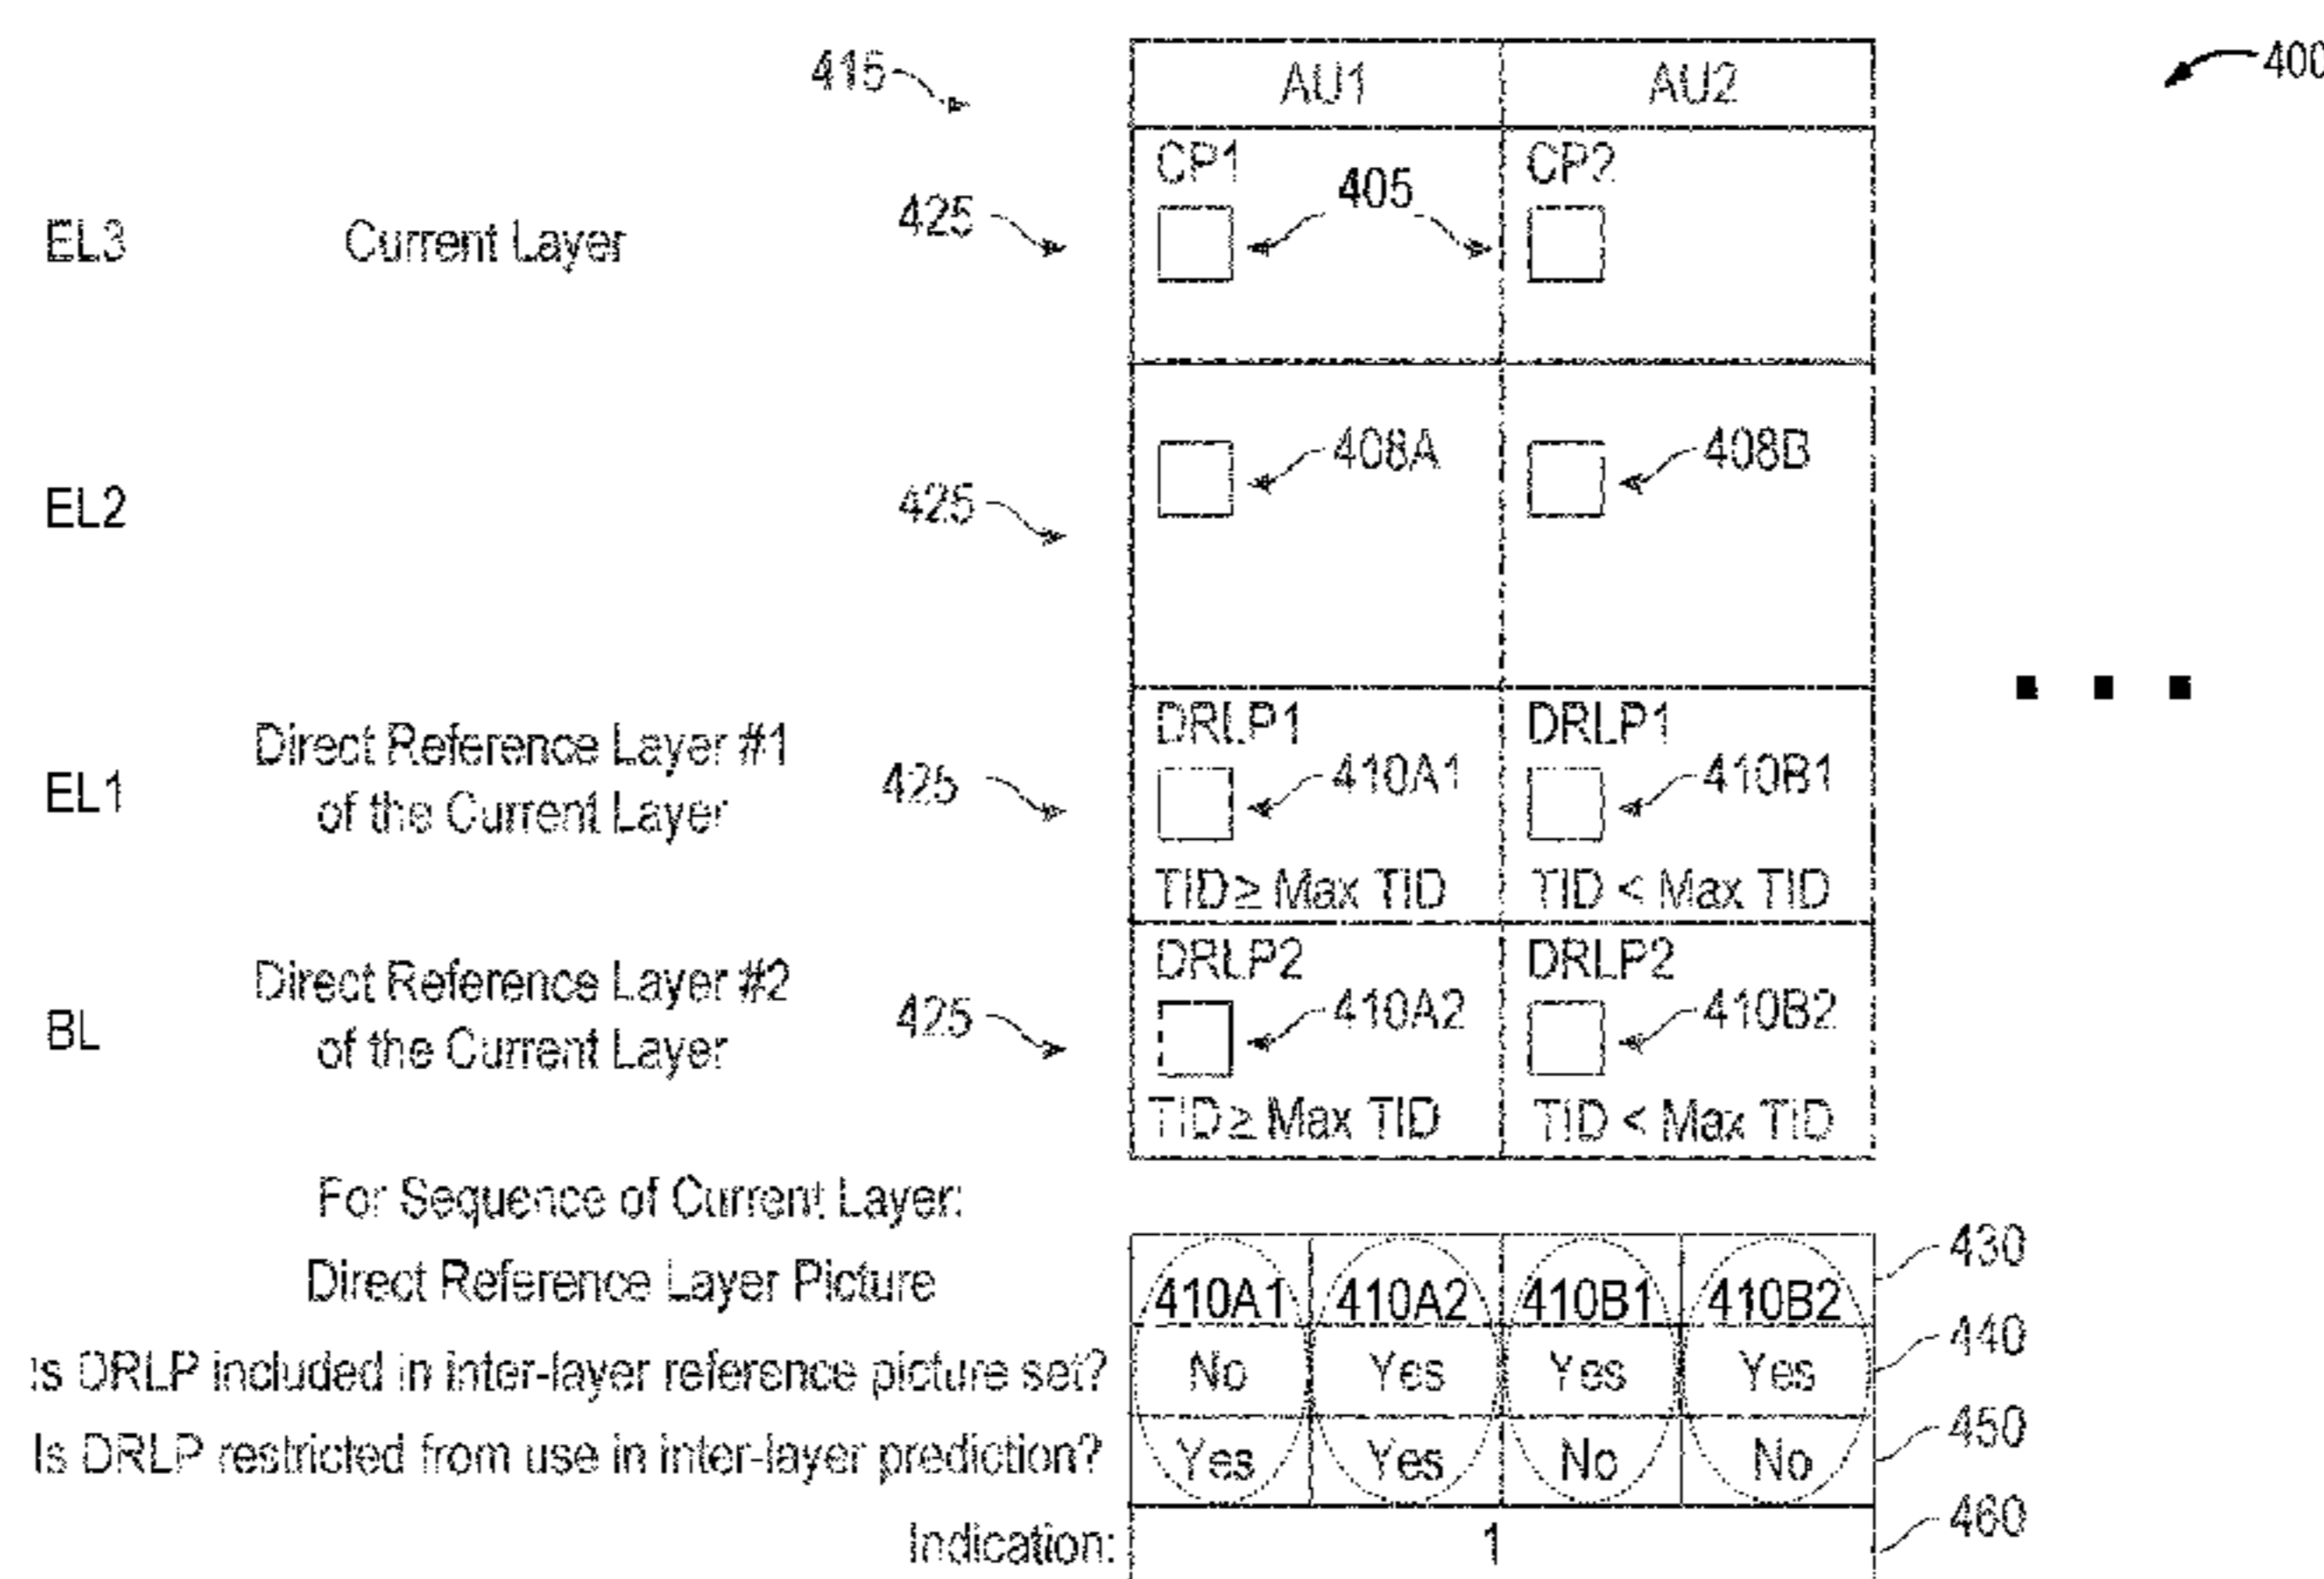 415 AU1 AU2 400
CP1 CP2
425 405
EL3 Current Layer
408A 408B
EL2 425
DRLP1 DRLP1
Direct Reference Layer #1 425 410A1 410B1
EL1 of the Current Layer
TID ≥ Max TID TID < Max TID
DRLP2 DRLP2
Direct Reference Layer #2 425 410A2 410B2
BL of the Current Layer
TID ≥ Max TID TID < Max TID
For Sequence of Current Layer:
430
Direct Reference Layer Picture 410A1 410A2 410B1 410B2
440
Is DRLP included in inter-layer reference picture set? No Yes Yes Yes
450
Is DRLP restricted from use in inter-layer prediction? Yes Yes No No
460
Indication: 1